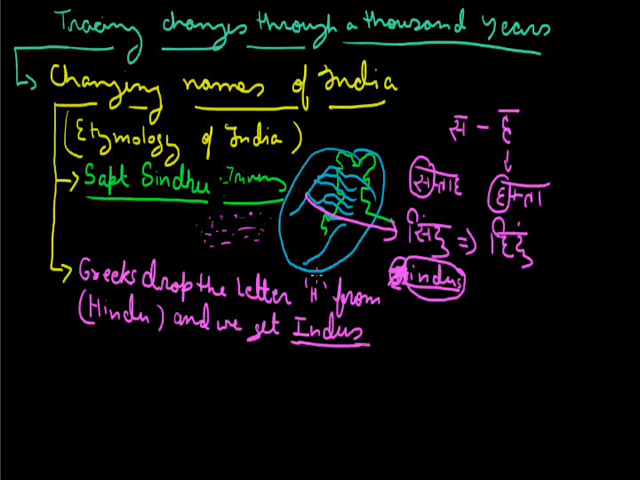 Tracing changes through a thousand years
Changing names of India
(Etymology of India)
Sapt Sindhu
स - ह
सप्ताह हफ्ता
सिंधु => हिंदु
Greeks drop the letter "H" from indus
(Hindu) and we get Indus